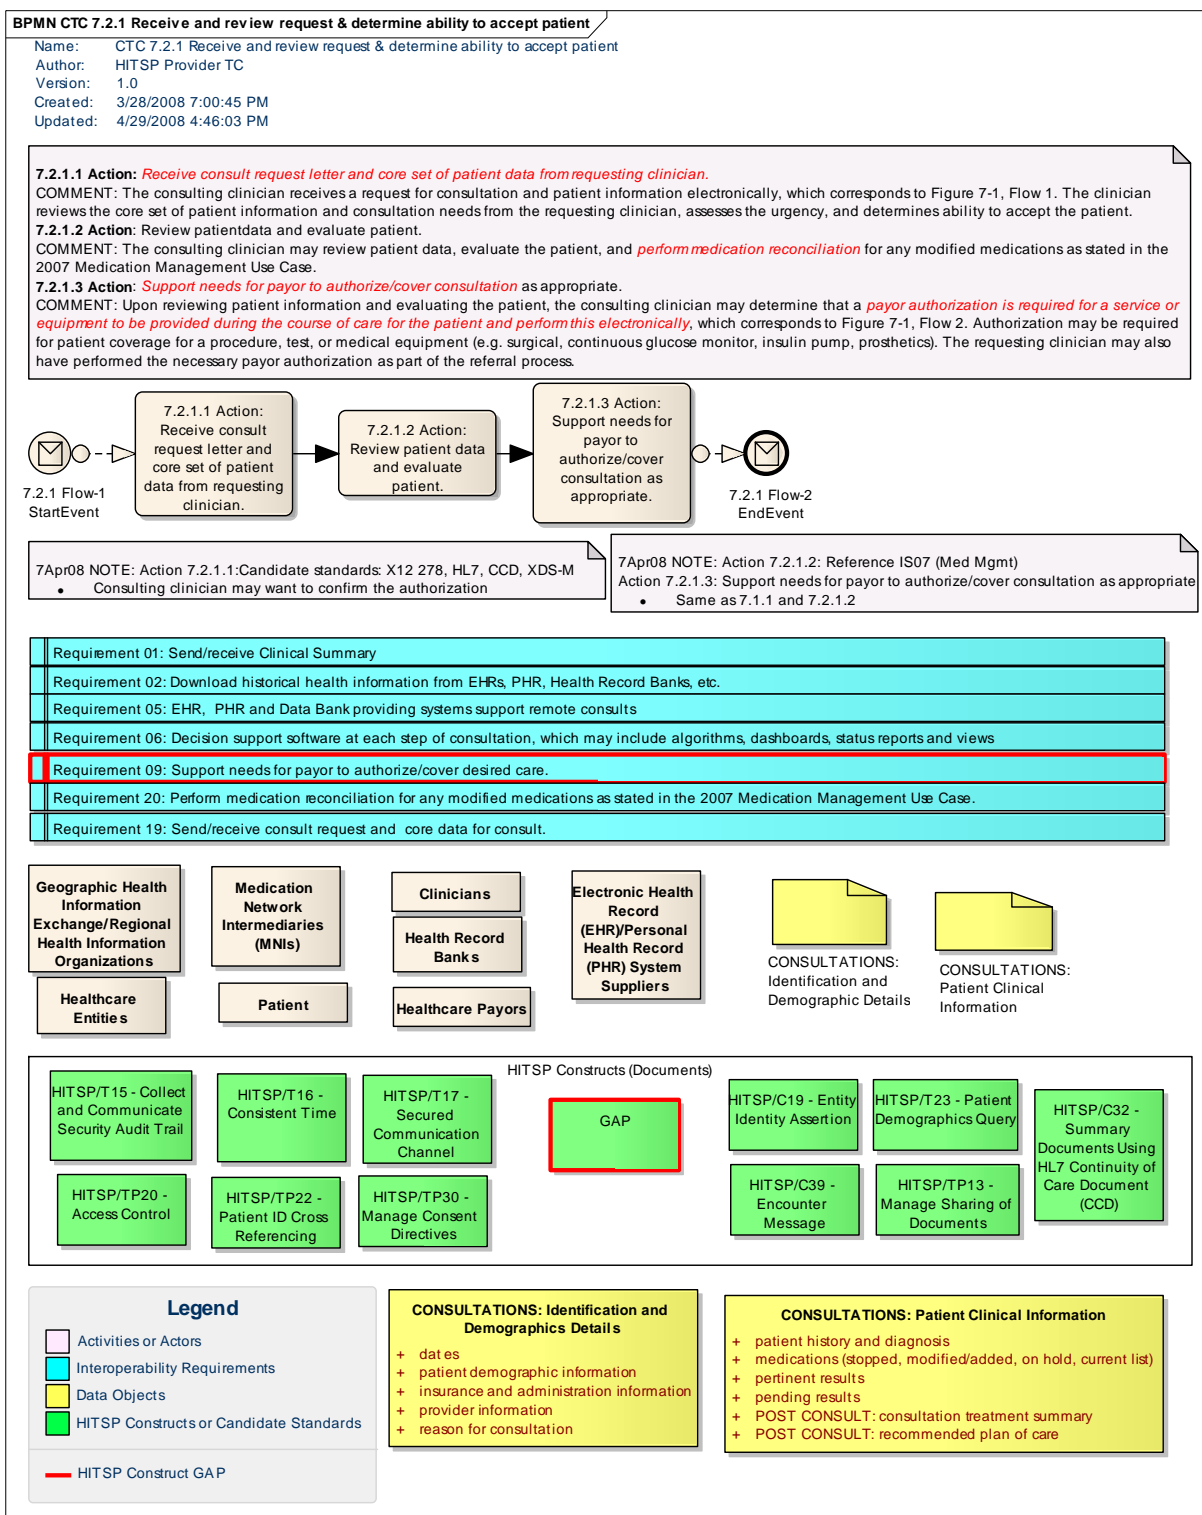 BPMN CTC 7.2.1 Receive and review request & determine ability to accept patient
Name: CTC 7.2.1 Receive and review request & determine ability to accept patient
Author: HITSP Provider TC
Version: 1.0
Created: 3/28/2008 7:00:45 PM
Updated: 4/29/2008 4:46:03 PM
7.2.1.1 Action: Receive consult request letter and core set of patient data from requesting clinician.
COMMENT: The consulting clinician receives a request for consultation and patient information electronically, which corresponds to Figure 7-1, Flow 1. The clinician
reviews the core set of patient information and consultation needs from the requesting clinician, assesses the urgency, and determines ability to accept the patient.
7.2.1.2 Action: Review patientdata and evaluate patient.
COMMENT: The consulting clinician may review patient data, evaluate the patient, and perform medication reconciliation for any modified medications as stated in the
2007 Medication Management Use Case.
7.2.1.3 Action: Support needs for payor to authorize/cover consultation as appropriate.
COMMENT: Upon reviewing patient information and evaluating the patient, the consulting clinician may determine that a payor authorization is required for a service or
equipment to be provided during the course of care for the patient and perform this electronically, which corresponds to Figure 7-1, Flow 2. Authorization may be required
for patient coverage for a procedure, test, or medical equipment (e.g. surgical, continuous glucose monitor, insulin pump, prosthetics). The requesting clinician may also
have performed the necessary payor authorization as part of the referral process.
7.2.1 Flow-1
StartEvent
7.2.1.1 Action:
Receive consult
request letter and
core set of patient
data from requesting
clinician.
7.2.1.2 Action:
Review patient data
and evaluate
patient.
7.2.1.3 Action:
Support needs for
payor to
authorize/cover
consultation as
appropriate.
7.2.1 Flow-2
EndEvent
7Apr08 NOTE: Action 7.2.1.1:Candidate standards: X12 278, HL7, CCD, XDS-M
• Consulting clinician may want to confirm the authorization
7Apr08 NOTE: Action 7.2.1.2: Reference IS07 (Med Mgmt)
Action 7.2.1.3: Support needs for payor to authorize/cover consultation as appropriate
• Same as 7.1.1 and 7.2.1.2
Requirement 01: Send/receive Clinical Summary
Requirement 02: Download historical health information from EHRs, PHR, Health Record Banks, etc.
Requirement 05: EHR, PHR and Data Bank providing systems support remote consults
Requirement 06: Decision support software at each step of consultation, which may include algorithms, dashboards, status reports and views
Requirement 09: Support needs for payor to authorize/cover desired care.
Requirement 20: Perform medication reconciliation for any modified medications as stated in the 2007 Medication Management Use Case.
Requirement 19: Send/receive consult request and core data for consult.
Geographic Health
Information
Exchange/Regional
Health Information
Organizations
Healthcare
Entities
Medication
Network
Intermediaries
(MNIs)
Patient
Clinicians
Health Record
Banks
Healthcare Payors
Electronic Health
Record
(EHR)/Personal
Health Record
(PHR) System
Suppliers
CONSULTATIONS:
Identification and
Demographic Details
CONSULTATIONS:
Patient Clinical
Information
HITSP Constructs (Documents)
HITSP/T15 - Collect
and Communicate
Security Audit Trail
HITSP/T16 -
Consistent Time
HITSP/T17 -
Secured
Communication
Channel
GAP
HITSP/C19 - Entity
Identity Assertion
HITSP/T23 - Patient
Demographics Query
HITSP/C32 -
Summary
Documents Using
HL7 Continuity of
Care Document
(CCD)
HITSP/TP20 -
Access Control
HITSP/TP22 -
Patient ID Cross
Referencing
HITSP/TP30 -
Manage Consent
Directives
HITSP/C39 -
Encounter
Message
HITSP/TP13 -
Manage Sharing of
Documents
Legend
Activities or Actors
Interoperability Requirements
Data Objects
HITSP Constructs or Candidate Standards
HITSP Construct GAP
CONSULTATIONS: Identification and
Demographics Details
+ dates
+ patient demographic information
+ insurance and administration information
+ provider information
+ reason for consultation
CONSULTATIONS: Patient Clinical Information
+ patient history and diagnosis
+ medications (stopped, modified/added, on hold, current list)
+ pertinent results
+ pending results
+ POST CONSULT: consultation treatment summary
+ POST CONSULT: recommended plan of care